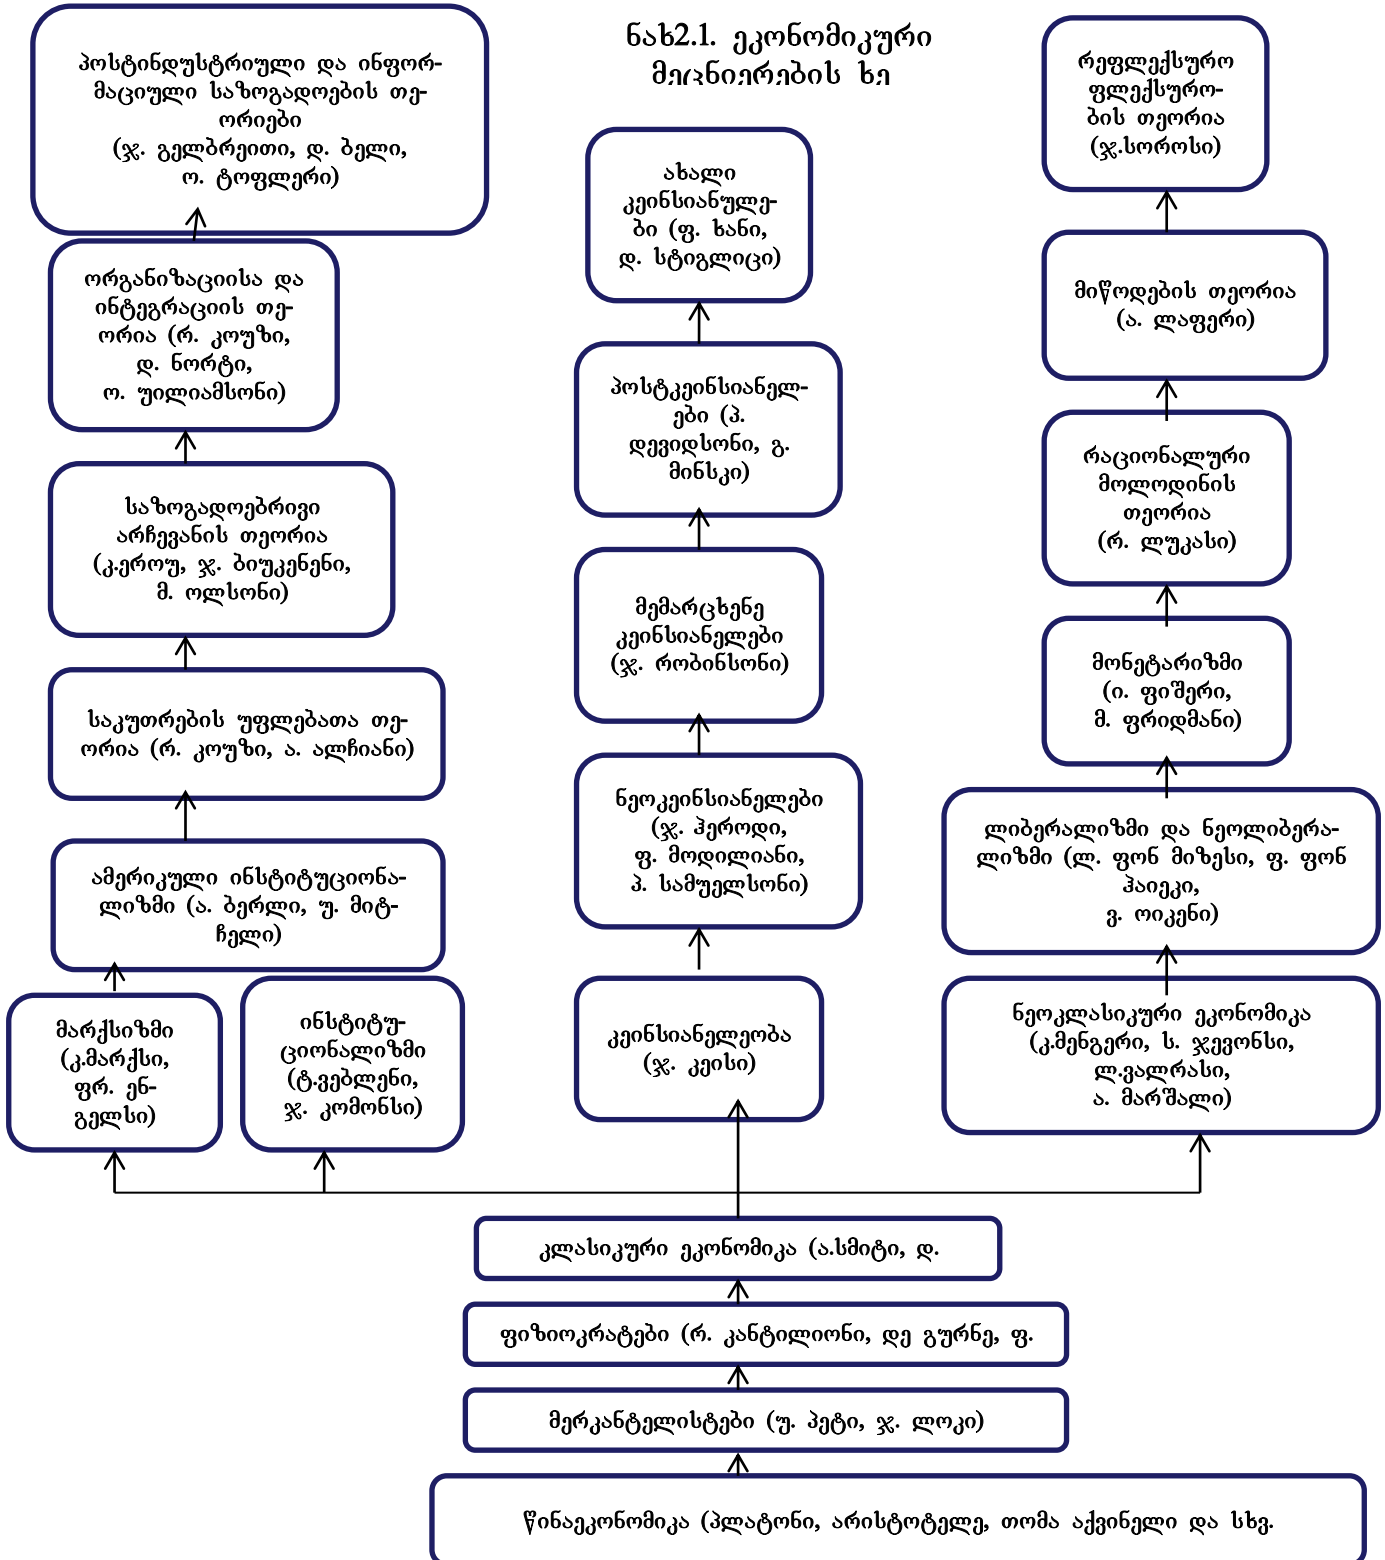 ნახ2.1. ეკონომიკური
მეცნიერების ხე
პოსტინდუსტრიული და ინფორ-
მაციული საზოგადოების თე-
ორიები
(ჯ. გელბრეითი, დ. ბელი,
ო. ტოფლერი)
ორგანიზაციისა და
ინტეგრაციის თე-
ორია (რ. კოუზი,
დ. ნორტი,
ო. უილიამსონი)
საზოგადოებრივი
არჩევანის თეორია
(კ.ეროუ, ჯ. ბიუკენენი,
მ. ოლსონი)
საკუთრების უფლებათა თე-
ორია (რ. კოუზი, ა. ალჩიანი)
ამერიკული ინსტიტუციონა-
ლიზმი (ა. ბერლი, უ. მიტ-
ჩელი)
მარქსიზმი
(კ.მარქსი,
ფრ. ენ-
გელსი)
ინსტიტუ-
ციონალიზმი
(ტ.ვებლენი,
ჯ. კომონსი)
ახალი
კეინსიანულე-
ბი (ფ. ხანი,
დ. სტიგლიცი)
პოსტკეინსიანელ-
ები (პ.
დევიდსონი, გ.
მინსკი)
მემარცხენე
კეინსიანელები
(ჯ. რობინსონი)
ნეოკეინსიანელები
(ჯ. ჰეროდი,
ფ. მოდილიანი,
პ. სამუელსონი)
კეინსიანელეობა
(ჯ. კეისი)
რეფლექსურო
ფლექსურო-
ბის თეორია
(ჯ.სოროსი)
მიწოდების თეორია
(ა. ლაფერი)
რაციონალური
მოლოდინის
თეორია
(რ. ლუკასი)
მონეტარიზმი
(ი. ფიშერი,
მ. ფრიდმანი)
ლიბერალიზმი და ნეოლიბერა-
ლიზმი (ლ. ფონ მიზესი, ფ. ფონ
ჰაიეკი,
ვ. ოიკენი)
ნეოკლასიკური ეკონომიკა
(კ.მენგერი, ს. ჯევონსი,
ლ.ვალრასი,
ა. მარშალი)
კლასიკური ეკონომიკა (ა.სმიტი, დ.
ფიზიოკრატები (რ. კანტილიონი, დე გურნე, ფ.
მერკანტელისტები (უ. პეტი, ჯ. ლოკი)
წინაეკონომიკა (პლატონი, არისტოტელე, თომა აქვინელი და სხვ.